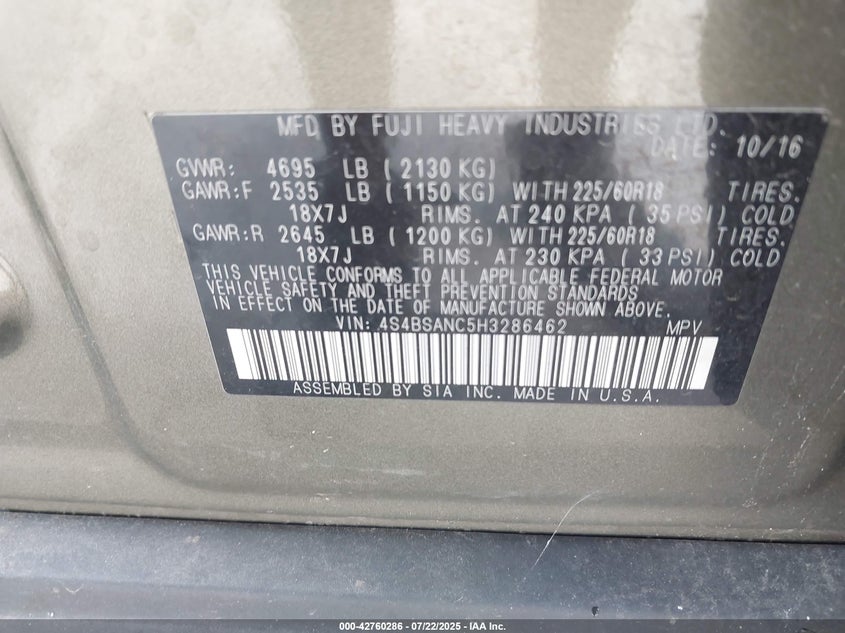 MFD BY FUJI HEAVY INDUSTRIES LTD.
DATE: 10/16
GVWR: 4695 LB ( 2130 KG)
GAWR:F 2535 LB ( 1150 KG) WITH 225/60R18 TIRES.
18X7J RIMS. AT 240 KPA ( 35 PSI) COLD
GAWR:R 2645 LB ( 1200 KG) WITH 225/60R18 TIRES.
18X7J RIMS. AT 230 KPA ( 33 PSI) COLD
THIS VEHICLE CONFORMS TO ALL APPLICABLE FEDERAL MOTOR
VEHICLE SAFETY AND THEFT PREVENTION STANDARDS
IN EFFECT ON THE DATE OF MANUFACTURE SHOWN ABOVE.
VIN: 4S4BSANC5H3286462 MPV
ASSEMBLED BY SIA INC. MADE IN U.S.A.
000-42760286 - 07/22/2025 - IAA Inc.